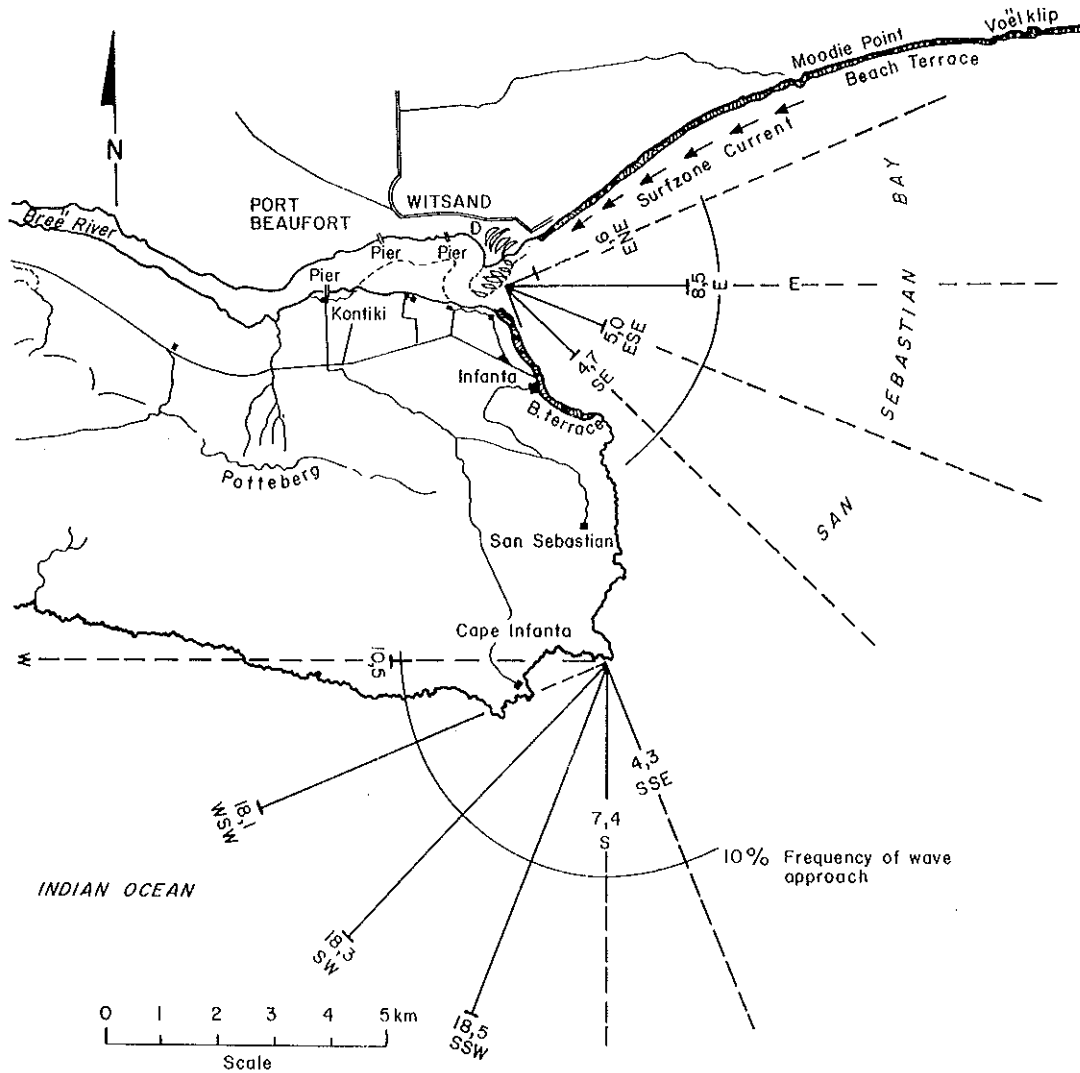 Voëlklip
Moodie Point
Beach Terrace
N
Surfzone Current
BAY
PORT
BEAUFORT
WITSAND
D
Breë River
Pier
Pier
Pier
ENE
8,5
E
E
SEBASTIAN
Kontiki
5,0
ESE
4,7
SE
Infanta
B. terrace
Potteberg
SAN
San Sebastian
Cape Infanta
W
10,5
4,3
SSE
7,4
S
18,1
WSW
10% Frequency of wave
approach
INDIAN OCEAN
18,3
SW
18,5
SSW
0 1 2 3 4 5 km
Scale